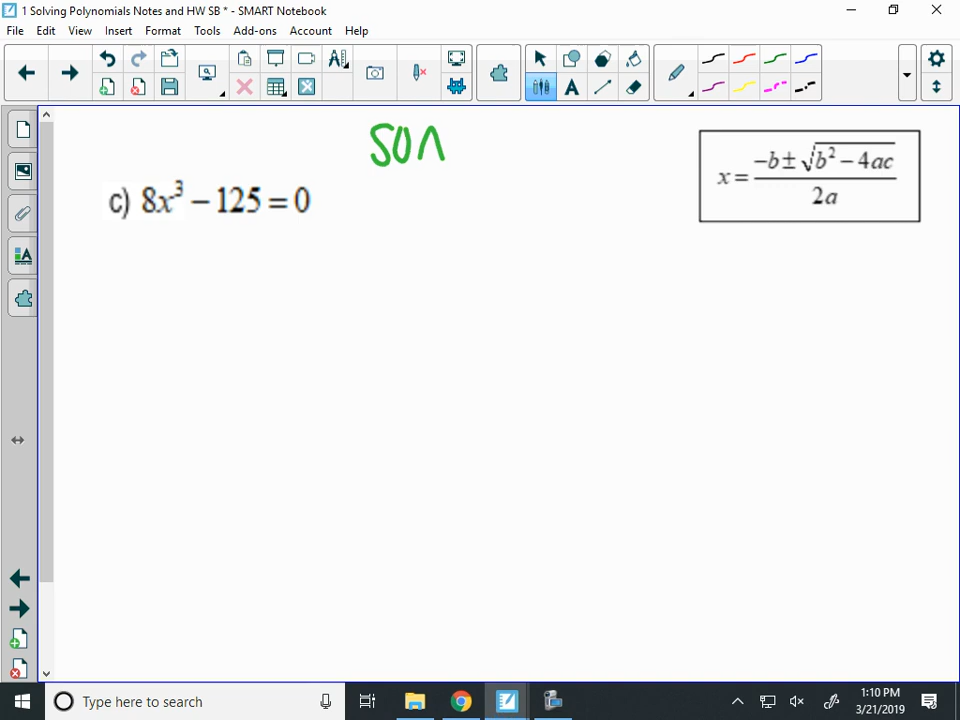 1 Solving Polynomials Notes and HW SB * - SMART Notebook
File Edit View Insert Format Tools Add-ons Account Help
SOA
c) 8x³ − 125 = 0
x = (−b ± √(b² − 4ac)) / 2a
Type here to search
1:10 PM
3/21/2019